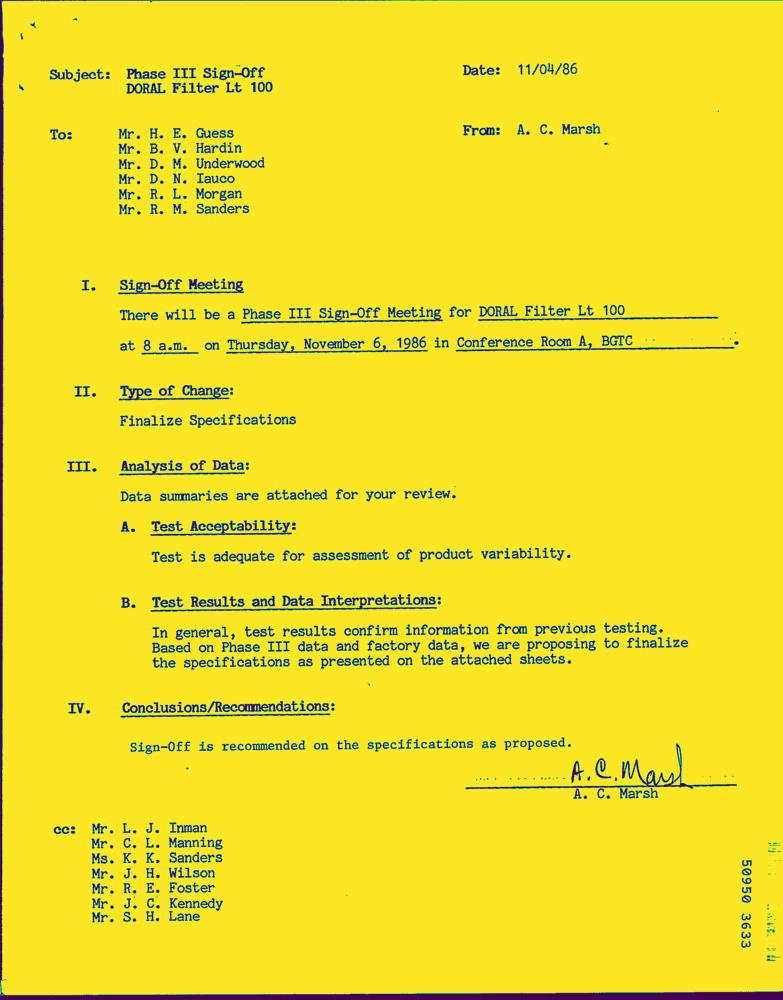 Subject: Phase III Sign-Off
DORAL Filter Lt 100
Date: 11/04/86
To: Mr. H. E. Guess
Mr. B. V. Hardin
Mr. D. M. Underwood
Mr. D. N. Iauco
Mr. R. L. Morgan
Mr. R. M. Sanders
From: A. C. Marsh
I. Sign-Off Meeting
There will be a Phase III Sign-Off Meeting for DORAL Filter Lt 100
at 8 a.m. on Thursday, November 6, 1986 in Conference Room A, BGTC .
II. Type of Change:
Finalize Specifications
III. Analysis of Data:
Data summaries are attached for your review.
A. Test Acceptability:
Test is adequate for assessment of product variability.
B. Test Results and Data Interpretations:
In general, test results confirm information from previous testing.
Based on Phase III data and factory data, we are proposing to finalize
the specifications as presented on the attached sheets.
IV. Conclusions/Recommendations:
Sign-Off is recommended on the specifications as proposed.
A. C. Marsh
A. C. Marsh
cc: Mr. L. J. Inman
Mr. C. L. Manning
Ms. K. K. Sanders
Mr. J. H. Wilson
Mr. R. E. Foster
Mr. J. C. Kennedy
Mr. S. H. Lane
50950 3633